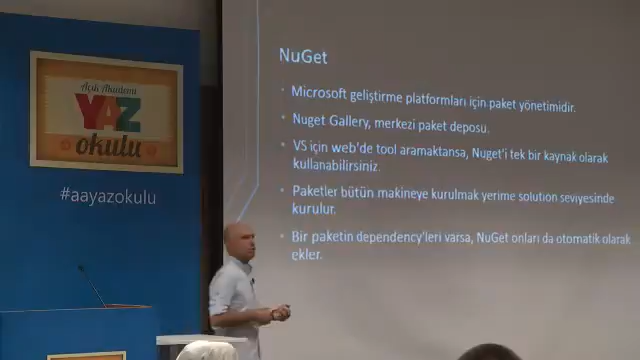 Açık Akademi
YAZ
okulu
#aayazokulu
NuGet
Microsoft geliştirme platformları için paket yönetimidir.
Nuget Gallery, merkezi paket deposu.
VS için web'de tool aramaktansa, Nuget'i tek bir kaynak olarak
kullanabilirsiniz.
Paketler bütün makineye kurulmak yerime solution seviyesinde
kurulur.
Bir paketin dependency'leri varsa, NuGet onları da otomatik olarak
ekler.